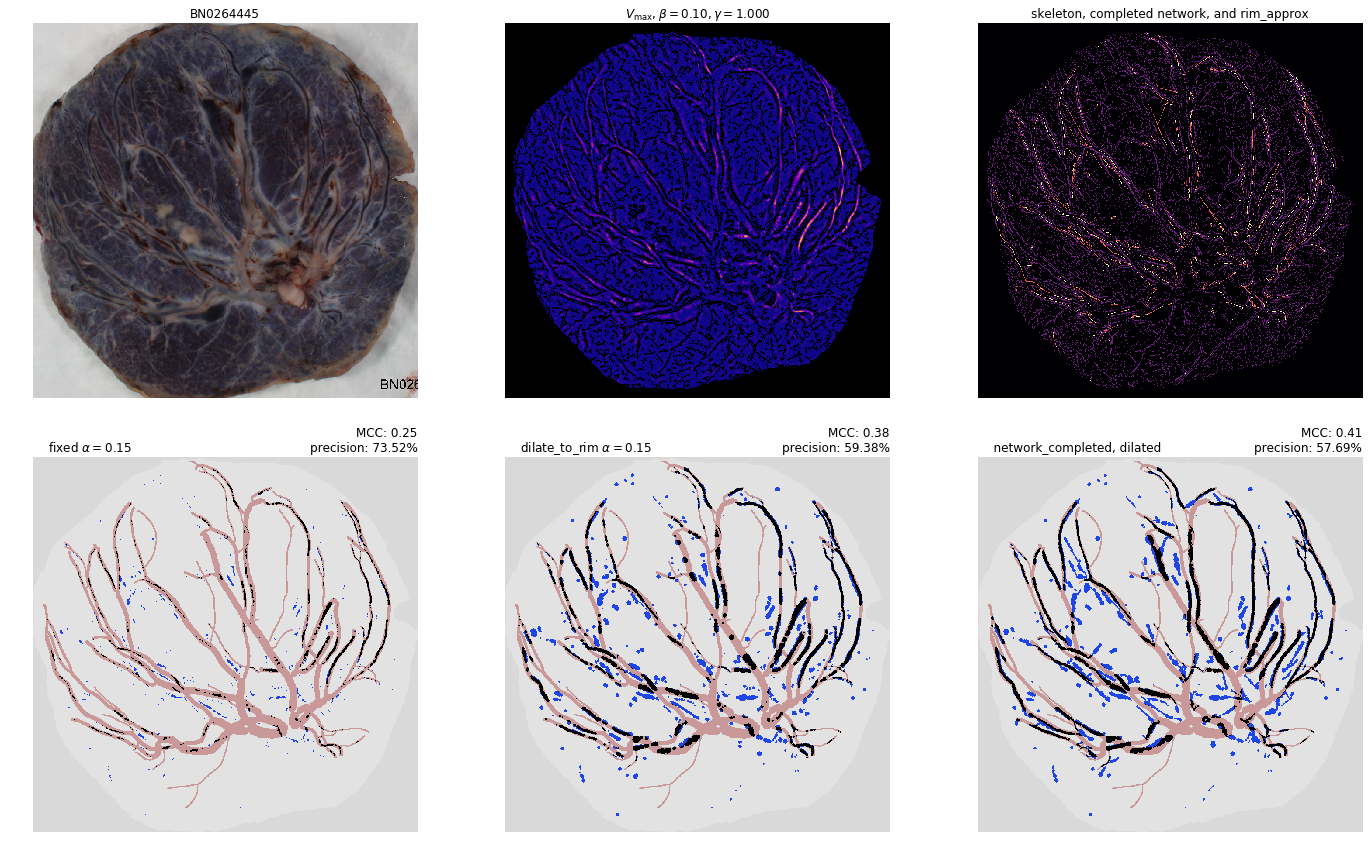 BN0264445
V_max, β = 0.10, γ = 1.000
skeleton, completed network, and rim_approx
BN026
MCC: 0.25
fixed α = 0.15 precision: 73.52%
MCC: 0.38
dilate_to_rim α = 0.15 precision: 59.38%
MCC: 0.41
network_completed, dilated precision: 57.69%